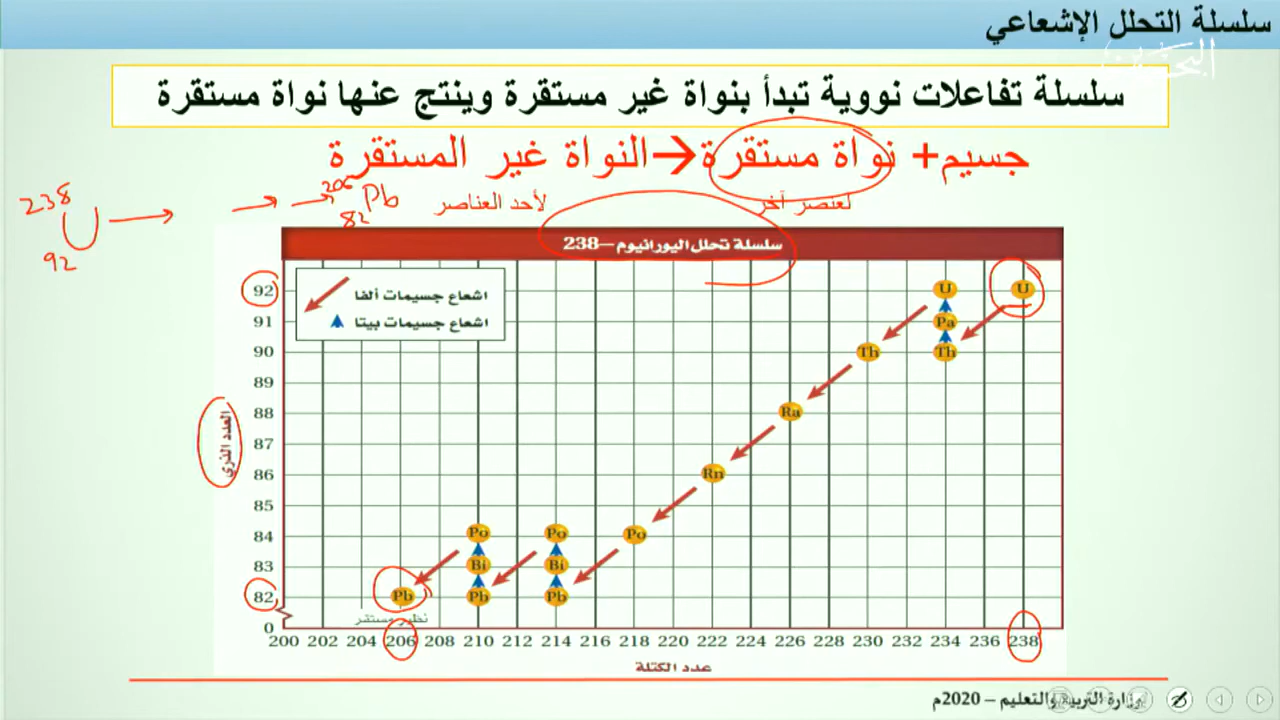 سلسلة التحلل الإشعاعي
البحرين
سلسلة تفاعلات نووية تبدأ بنواة غير مستقرة وينتج عنها نواة مستقرة
جسيم+ نواة مستقرة→النواة غير المستقرة
لعنصر آخر لأحد العناصر
238 U 92 → → → 206 Pb 82
سلسلة تحلل اليورانيوم –238
اشعاع جسيمات ألفا
اشعاع جسيمات بيتا
العدد الذري
92
91
90
89
88
87
86
85
84
83
82
0
U U
Pa
Th Th
Ra
Rn
Po Po Po
Bi Bi
Pb Pb Pb
نظير مستقر
200 202 204 206 208 210 212 214 216 218 220 222 224 226 228 230 232 234 236 238
عدد الكتلة
وزارة التربية والتعليم – 2020م